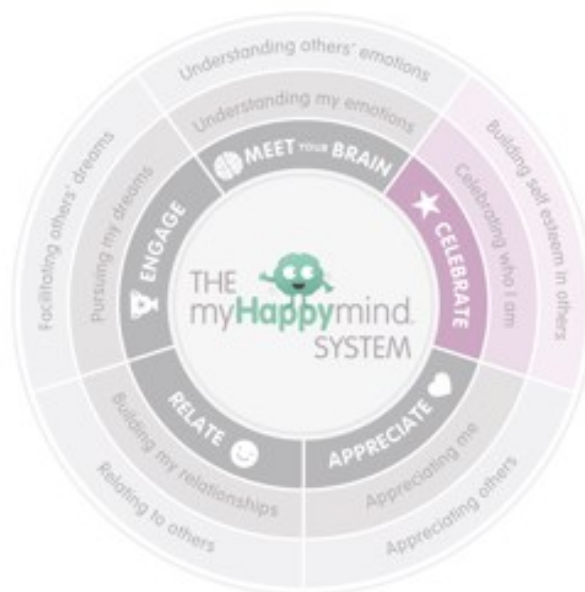 Understanding others' emotions
Understanding my emotions
MEET YOUR BRAIN
Building self esteem in others
Celebrating who I am
CELEBRATE
Appreciating others
Appreciating me
APPRECIATE
Relating to others
Building my relationships
RELATE
Facilitating others' dreams
Pursuing my dreams
ENGAGE
THE
myHappymind
SYSTEM